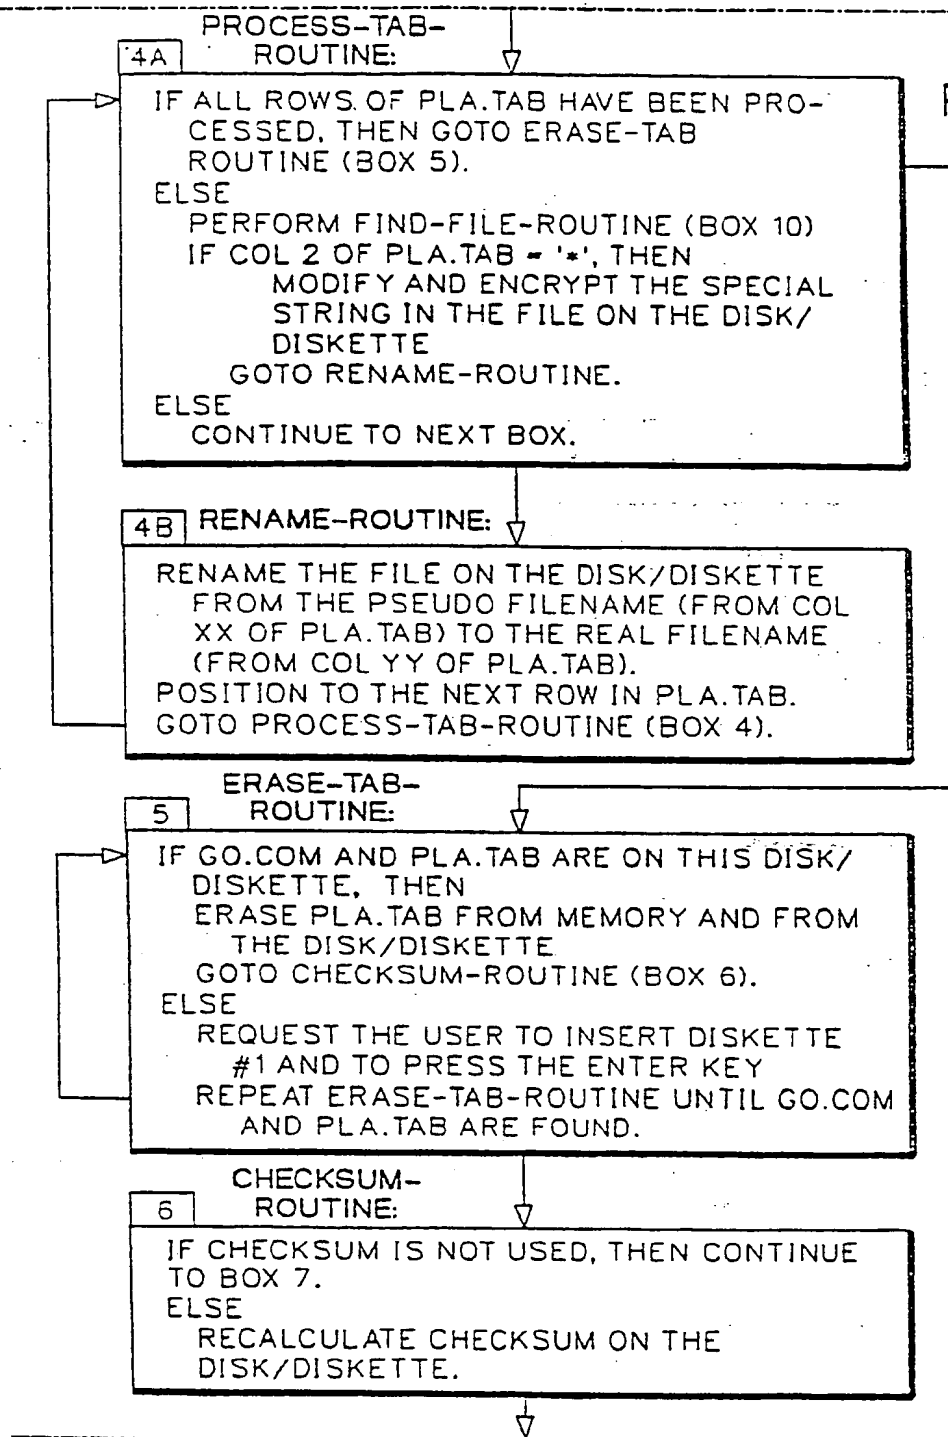 PROCESS-TAB-
ROUTINE:
4A
IF ALL ROWS OF PLA.TAB HAVE BEEN PRO-
CESSED, THEN GOTO ERASE-TAB
ROUTINE (BOX 5).
ELSE
PERFORM FIND-FILE-ROUTINE (BOX 10)
IF COL 2 OF PLA.TAB = '*', THEN
MODIFY AND ENCRYPT THE SPECIAL
STRING IN THE FILE ON THE DISK/
DISKETTE
GOTO RENAME-ROUTINE.
ELSE
CONTINUE TO NEXT BOX.
4B RENAME-ROUTINE:
RENAME THE FILE ON THE DISK/DISKETTE
FROM THE PSEUDO FILENAME (FROM COL
XX OF PLA.TAB) TO THE REAL FILENAME
(FROM COL YY OF PLA.TAB).
POSITION TO THE NEXT ROW IN PLA.TAB.
GOTO PROCESS-TAB-ROUTINE (BOX 4).
ERASE-TAB-
ROUTINE:
5
IF GO.COM AND PLA.TAB ARE ON THIS DISK/
DISKETTE, THEN
ERASE PLA.TAB FROM MEMORY AND FROM
THE DISK/DISKETTE
GOTO CHECKSUM-ROUTINE (BOX 6).
ELSE
REQUEST THE USER TO INSERT DISKETTE
#1 AND TO PRESS THE ENTER KEY
REPEAT ERASE-TAB-ROUTINE UNTIL GO.COM
AND PLA.TAB ARE FOUND.
CHECKSUM-
ROUTINE:
6
IF CHECKSUM IS NOT USED, THEN CONTINUE
TO BOX 7.
ELSE
RECALCULATE CHECKSUM ON THE
DISK/DISKETTE.